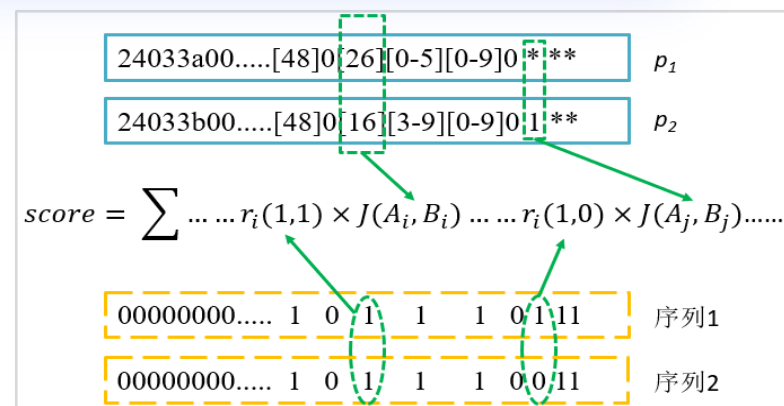 24033a00.....[48]0[26][0-5][0-9]0 * ** p₁
24033b00.....[48]0[16][3-9][0-9]0 1 ** p₂
score = ∑ ... ... rᵢ(1,1) × J(Aᵢ, Bᵢ) ... ... rᵢ(1,0) × J(Aⱼ, Bⱼ)......
00000000..... 1 0 1 1 1 0 1 11 序列1
00000000..... 1 0 1 1 1 0 0 11 序列2